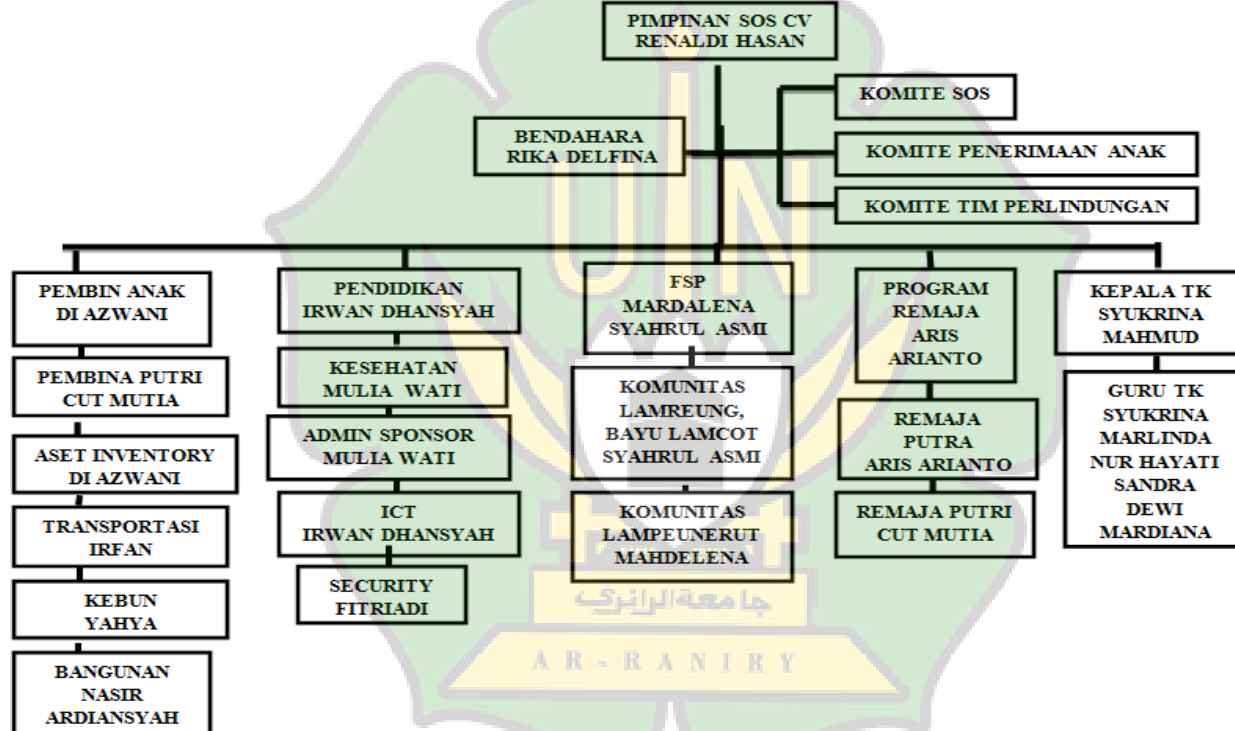 PIMPINAN SOS CV
RENALDI HASAN
KOMITE SOS
BENDAHARA
RIKA DELFINA
KOMITE PENERIMAAN ANAK
KOMITE TIM PERLINDUNGAN
PEMBIN ANAK
DI AZWANI
PEMBINA PUTRI
CUT MUTIA
ASET INVENTORY
DI AZWANI
TRANSPORTASI
IRFAN
KEBUN
YAHYA
BANGUNAN
NASIR
ARDIANSYAH
PENDIDIKAN
IRWAN DHANSYAH
KESEHATAN
MULIA WATI
ADMIN SPONSOR
MULIA WATI
ICT
IRWAN DHANSYAH
SECURITY
FITRIADI
FSP
MARDALENA
SYAHRUL ASMI
KOMUNITAS
LAMREUNG,
BAYU LAMCOT
SYAHRUL ASMI
KOMUNITAS
LAMPEUNERUT
MAHDELENA
PROGRAM
REMAJA
ARIS
ARIANTO
REMAJA
PUTRA
ARIS ARIANTO
REMAJA PUTRI
CUT MUTIA
KEPALA TK
SYUKRINA
MAHMUD
GURU TK
SYUKRINA
MARLINDA
NUR HAYATI
SANDRA
DEWI
MARDIANA
UIN
جامعة الرانري
AR-RANIRY